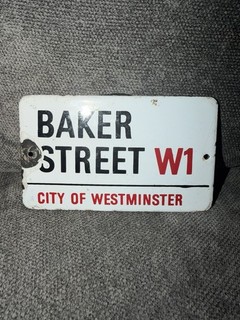 BAKER
STREET W1
CITY OF WESTMINSTER